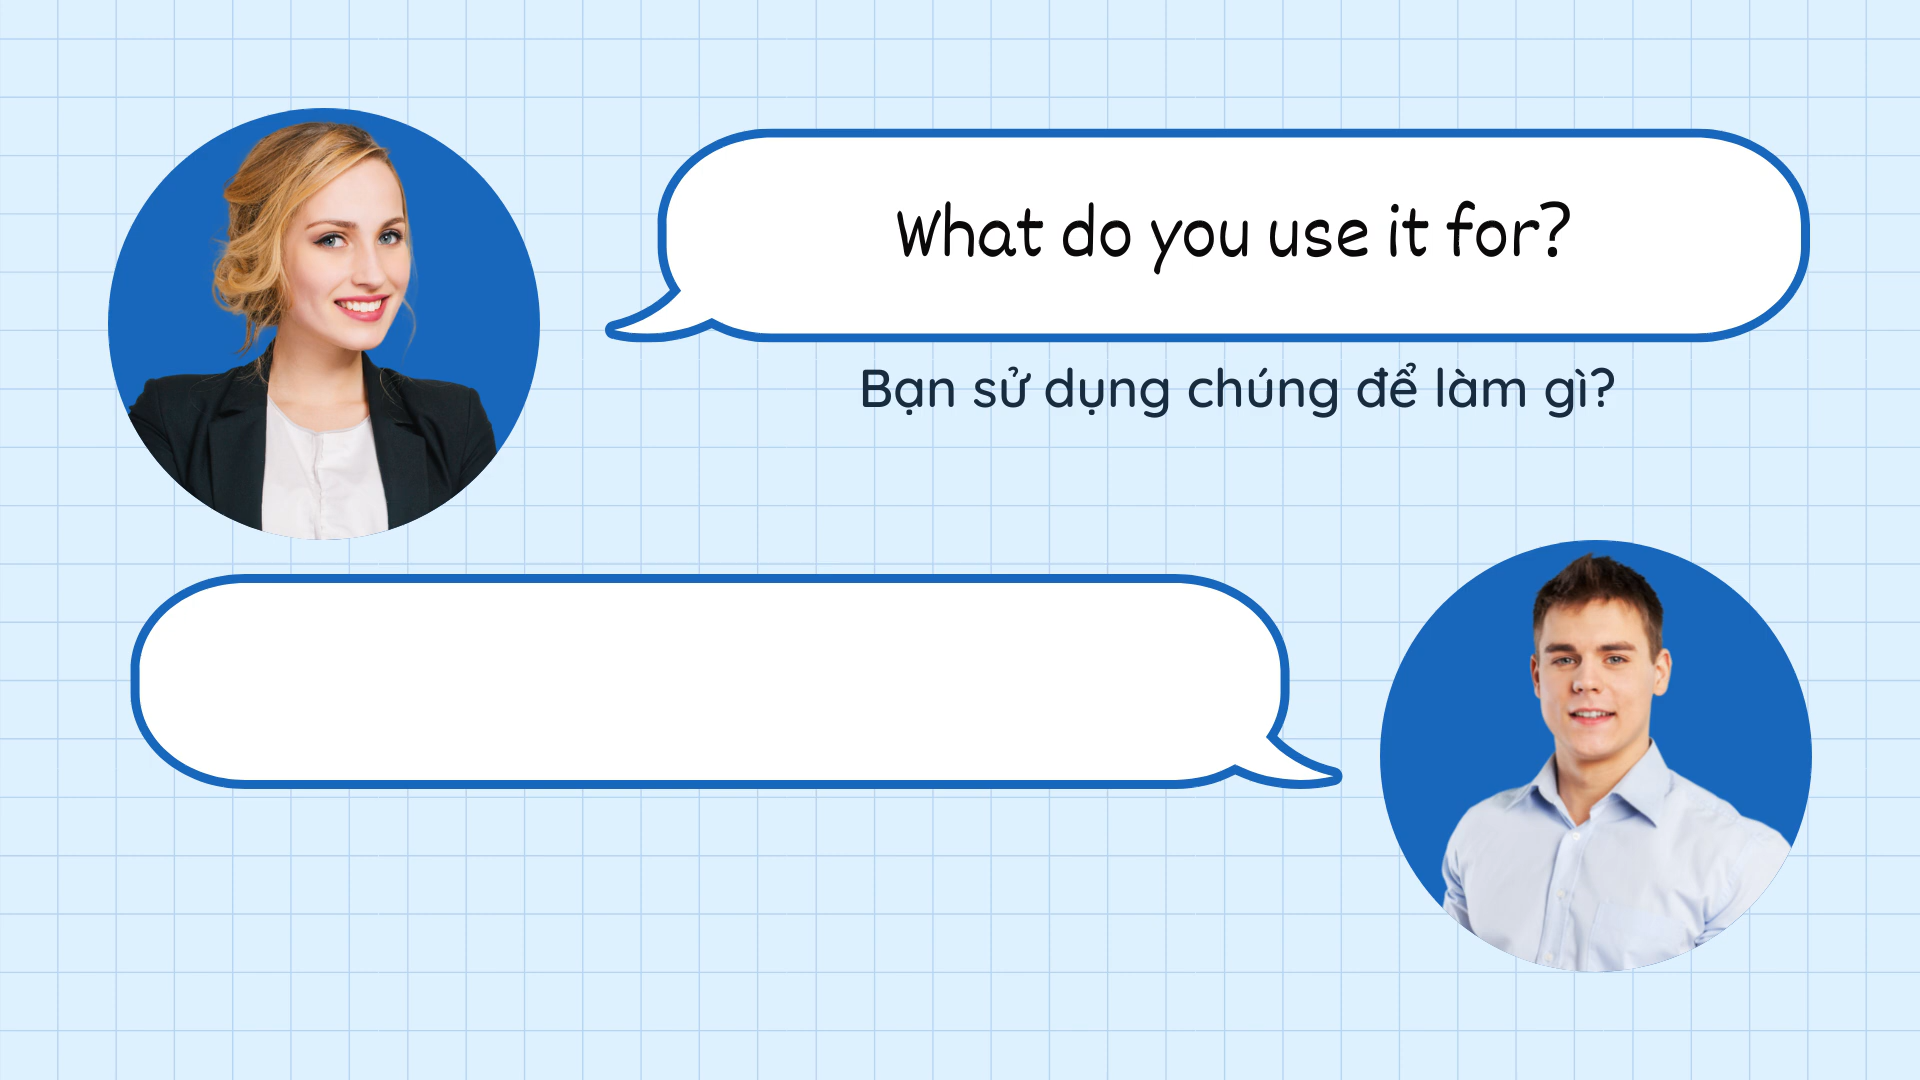 What do you use it for?
Bạn sử dụng chúng để làm gì?